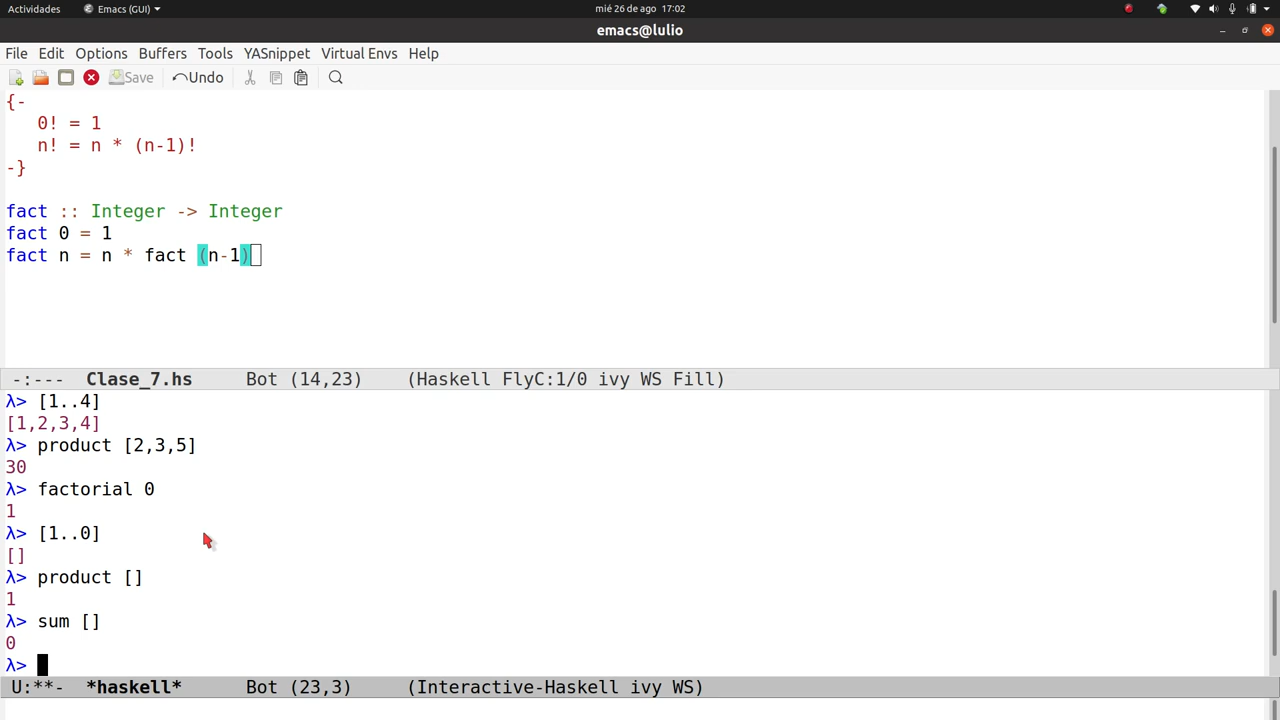 Actividades Emacs (GUI) mié 26 de ago 17:02
emacs@lulio
File Edit Options Buffers Tools YASnippet Virtual Envs Help
Save Undo
{-
0! = 1
n! = n * (n-1)!
-}
fact :: Integer -> Integer
fact 0 = 1
fact n = n * fact (n-1)
-:--- Clase_7.hs Bot (14,23) (Haskell FlyC:1/0 ivy WS Fill)
λ> [1..4]
[1,2,3,4]
λ> product [2,3,5]
30
λ> factorial 0
1
λ> [1..0]
[]
λ> product []
1
λ> sum []
0
λ>
U:**- *haskell* Bot (23,3) (Interactive-Haskell ivy WS)